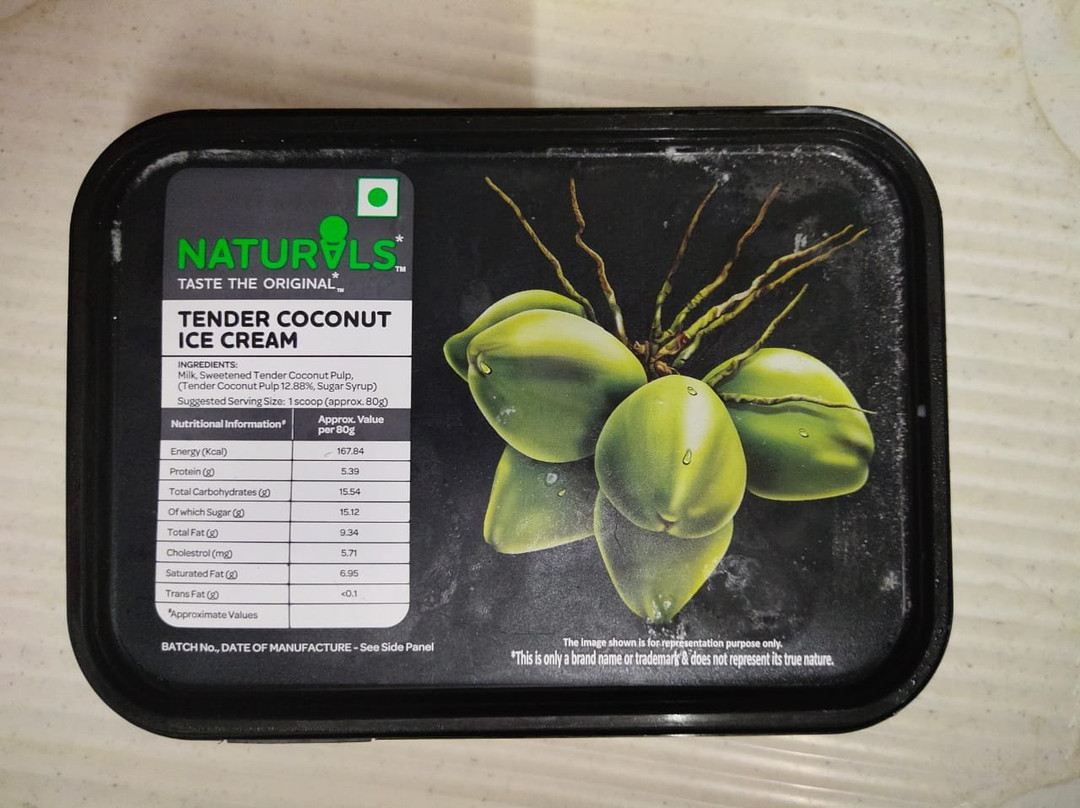 NATURALS*™
TASTE THE ORIGINAL*™
TENDER COCONUT
ICE CREAM
INGREDIENTS:
Milk, Sweetened Tender Coconut Pulp,
(Tender Coconut Pulp 12.88%, Sugar Syrup)
Suggested Serving Size: 1 scoop (approx. 80g)
Nutritional Information# Approx. Value
per 80g
Energy (Kcal) 167.84
Protein (g) 5.39
Total Carbohydrates (g) 15.54
Of which Sugar (g) 15.12
Total Fat (g) 9.34
Cholestrol (mg) 5.71
Saturated Fat (g) 6.95
Trans Fat (g) <0.1
#Approximate Values
BATCH No., DATE OF MANUFACTURE - See Side Panel
The image shown is for representation purpose only.
*This is only a brand name or trademark & does not represent its true nature.